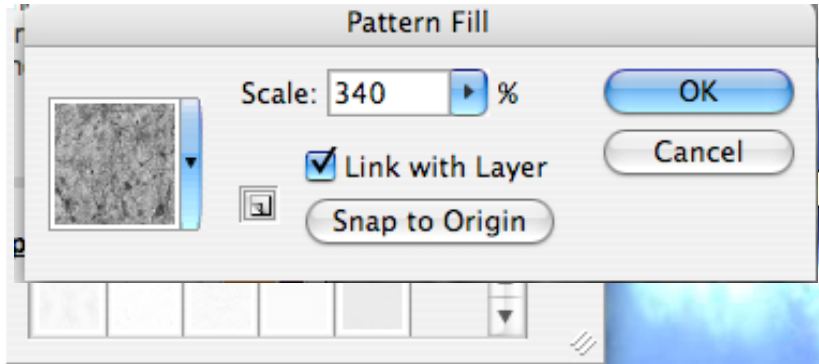 Pattern Fill
Scale: 340 %
OK
Link with Layer
Cancel
Snap to Origin